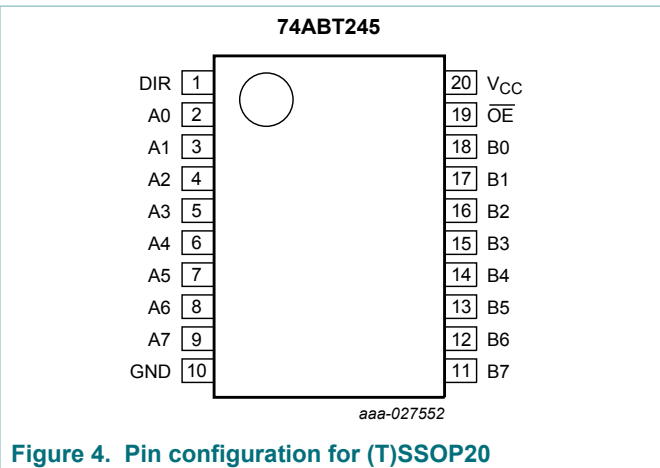 74ABT245
DIR 1 20 VCC
A0 2 19 O̅E̅
A1 3 18 B0
A2 4 17 B1
A3 5 16 B2
A4 6 15 B3
A5 7 14 B4
A6 8 13 B5
A7 9 12 B6
GND 10 11 B7
aaa-027552
Figure 4. Pin configuration for (T)SSOP20